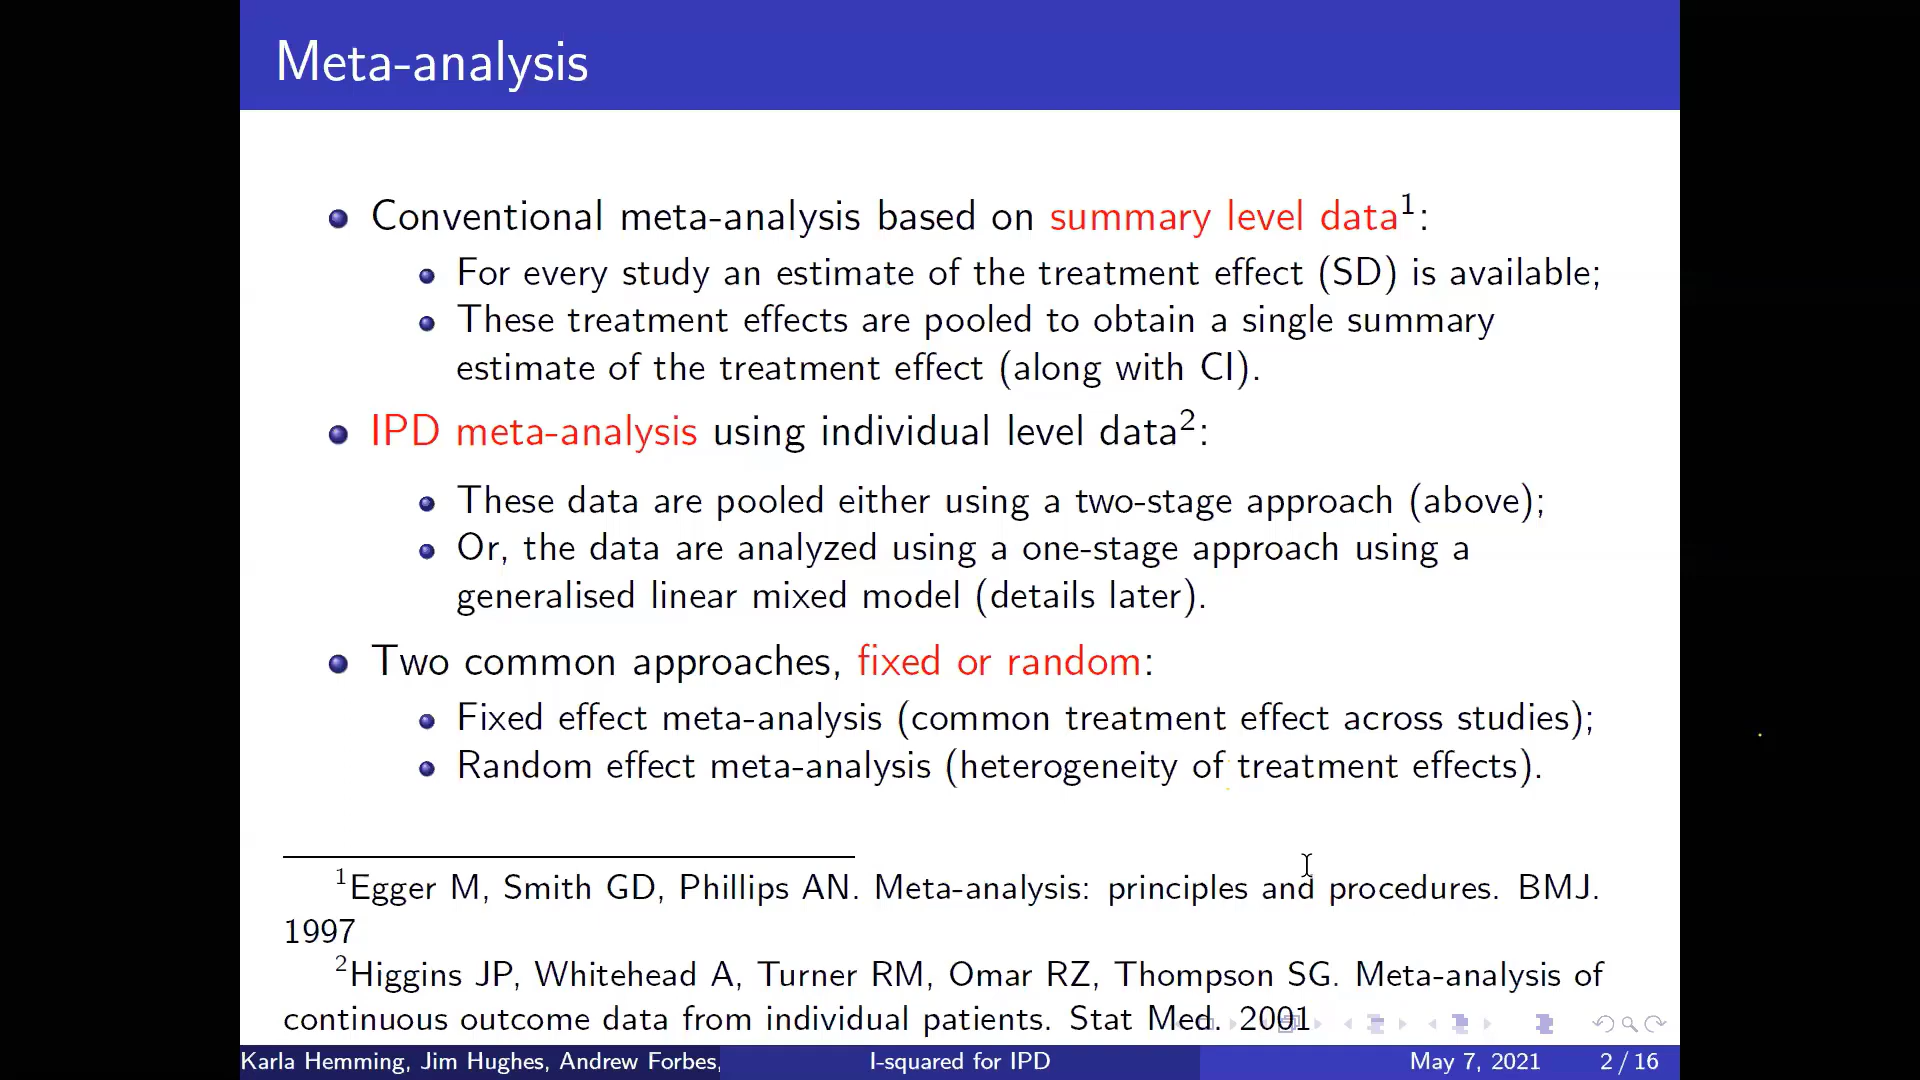 Meta-analysis
Conventional meta-analysis based on summary level data1:
For every study an estimate of the treatment effect (SD) is available;
These treatment effects are pooled to obtain a single summary
estimate of the treatment effect (along with CI).
IPD meta-analysis using individual level data2:
These data are pooled either using a two-stage approach (above);
Or, the data are analyzed using a one-stage approach using a
generalised linear mixed model (details later).
Two common approaches, fixed or random:
Fixed effect meta-analysis (common treatment effect across studies);
Random effect meta-analysis (heterogeneity of treatment effects).
1Egger M, Smith GD, Phillips AN. Meta-analysis: principles and procedures. BMJ.
1997
2Higgins JP, Whitehead A, Turner RM, Omar RZ, Thompson SG. Meta-analysis of
continuous outcome data from individual patients. Stat Med. 2001
Karla Hemming, Jim Hughes, Andrew Forbes, I-squared for IPD May 7, 2021 2 / 16